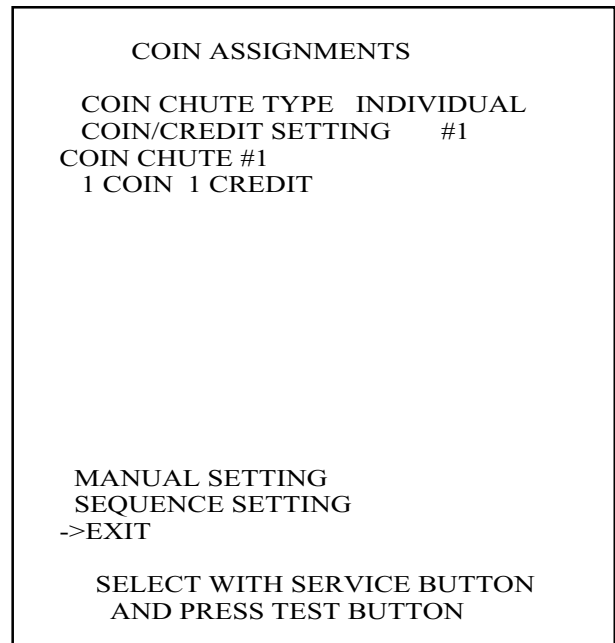 COIN ASSIGNMENTS
COIN CHUTE TYPE INDIVIDUAL
COIN/CREDIT SETTING #1
COIN CHUTE #1
1 COIN 1 CREDIT
MANUAL SETTING
SEQUENCE SETTING
->EXIT
SELECT WITH SERVICE BUTTON
AND PRESS TEST BUTTON